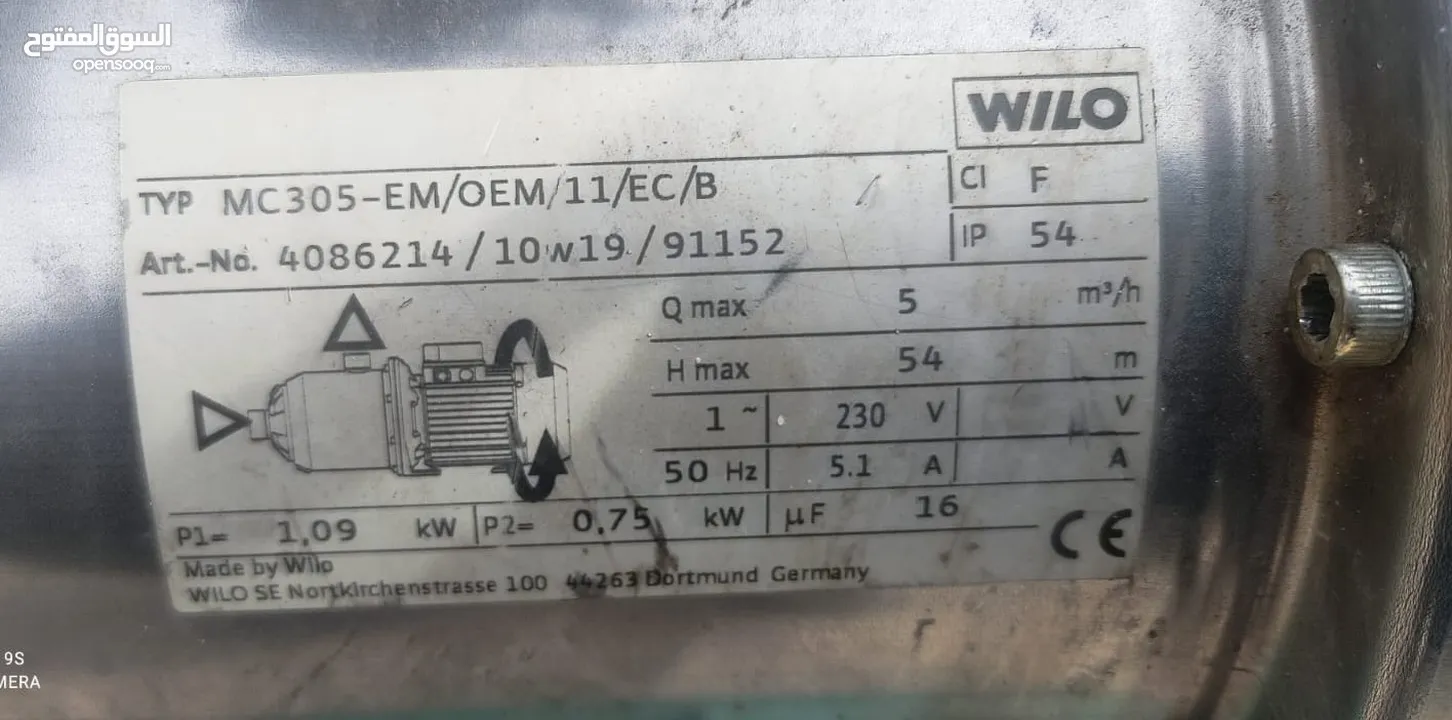 السوق المفتوح
opensooq.com
WILO
TYP MC305-EM/OEM/11/EC/B
CI F
Art.-No. 4086214/10w19/91152
IP 54
Q max 5 m³/h
H max 54 m
1 ~ 230 V V
50 Hz 5.1 A A
P1= 1,09 kW P2= 0.75 kW µF 16
CE
Made by Wilo
WILO SE Nortkirchenstrasse 100 44263 Dortmund Germany
9S
MERA